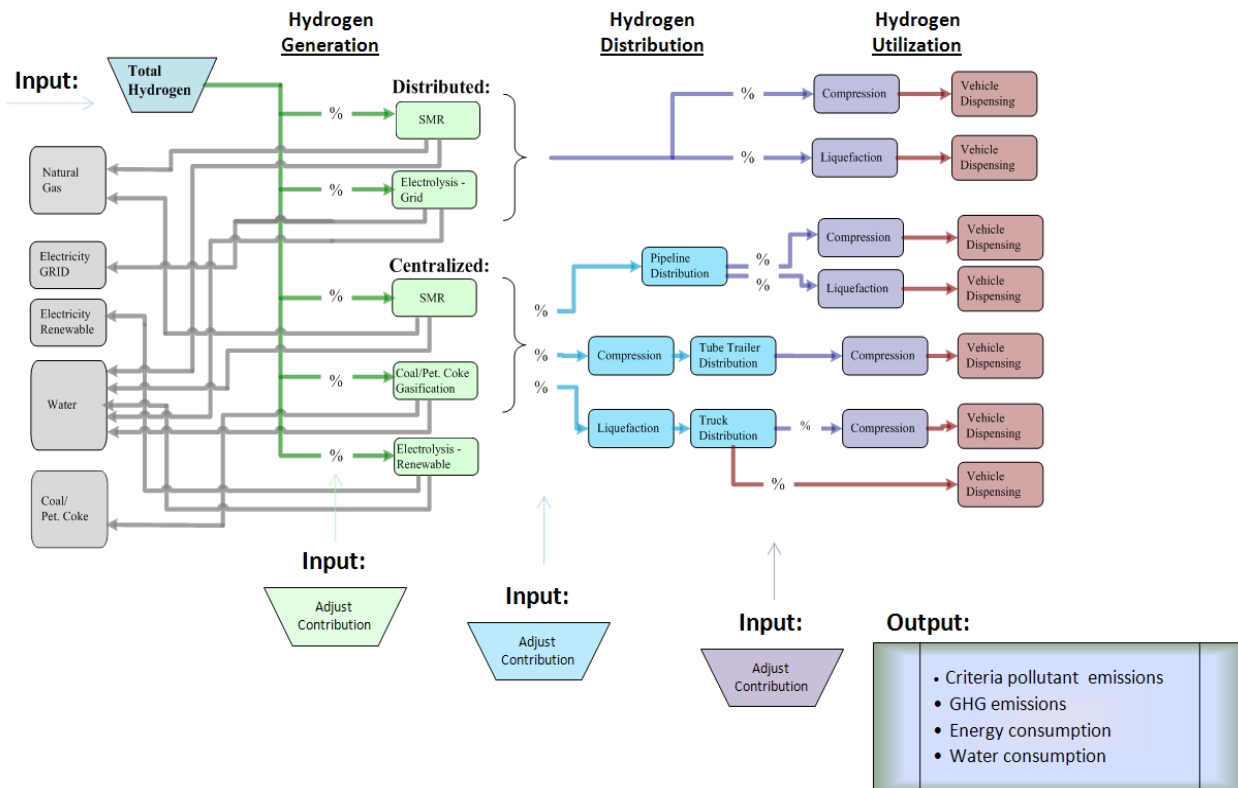 Hydrogen
Generation
Hydrogen
Distribution
Hydrogen
Utilization
Input:
Total
Hydrogen
Distributed:
%
SMR
%
Electrolysis -
Grid
Centralized:
%
SMR
%
Coal/Pet. Coke
Gasification
%
Electrolysis -
Renewable
Natural
Gas
Electricity
GRID
Electricity
Renewable
Water
Coal/
Pet. Coke
%
Compression
Vehicle
Dispensing
%
Liquefaction
Vehicle
Dispensing
%
Pipeline
Distribution
%
Compression
Vehicle
Dispensing
%
Liquefaction
Vehicle
Dispensing
%
Compression
Tube Trailer
Distribution
Compression
Vehicle
Dispensing
%
Liquefaction
Truck
Distribution
%
Compression
Vehicle
Dispensing
%
Vehicle
Dispensing
Input:
Adjust
Contribution
Input:
Adjust
Contribution
Input:
Adjust
Contribution
Output:
• Criteria pollutant emissions
• GHG emissions
• Energy consumption
• Water consumption